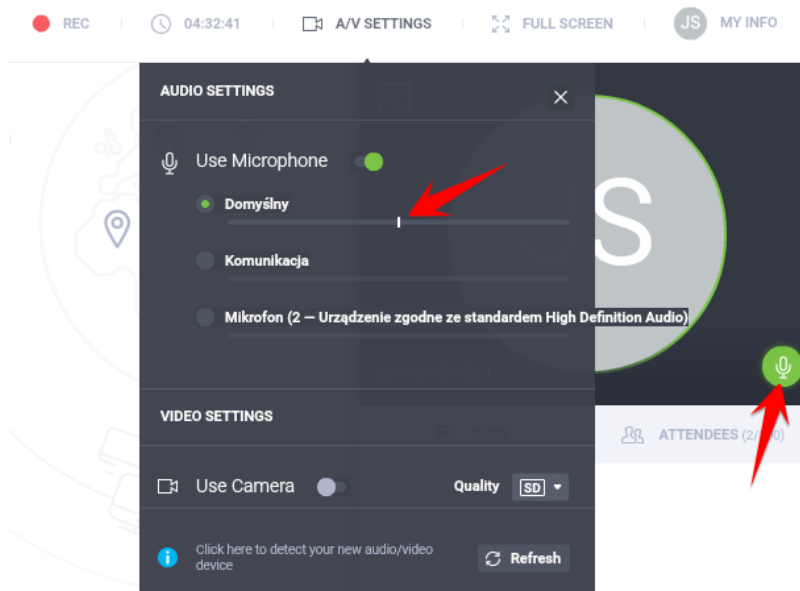 REC
04:32:41
A/V SETTINGS
FULL SCREEN
JS
MY INFO
AUDIO SETTINGS
Use Microphone
Domyślny
JS
Komunikacja
Mikrofon (2 — Urządzenie zgodne ze standardem High Definition Audio)
VIDEO SETTINGS
CHAT
ATTENDEES
Use Camera
Quality
SD
Click here to detect your new audio/video
device
Refresh